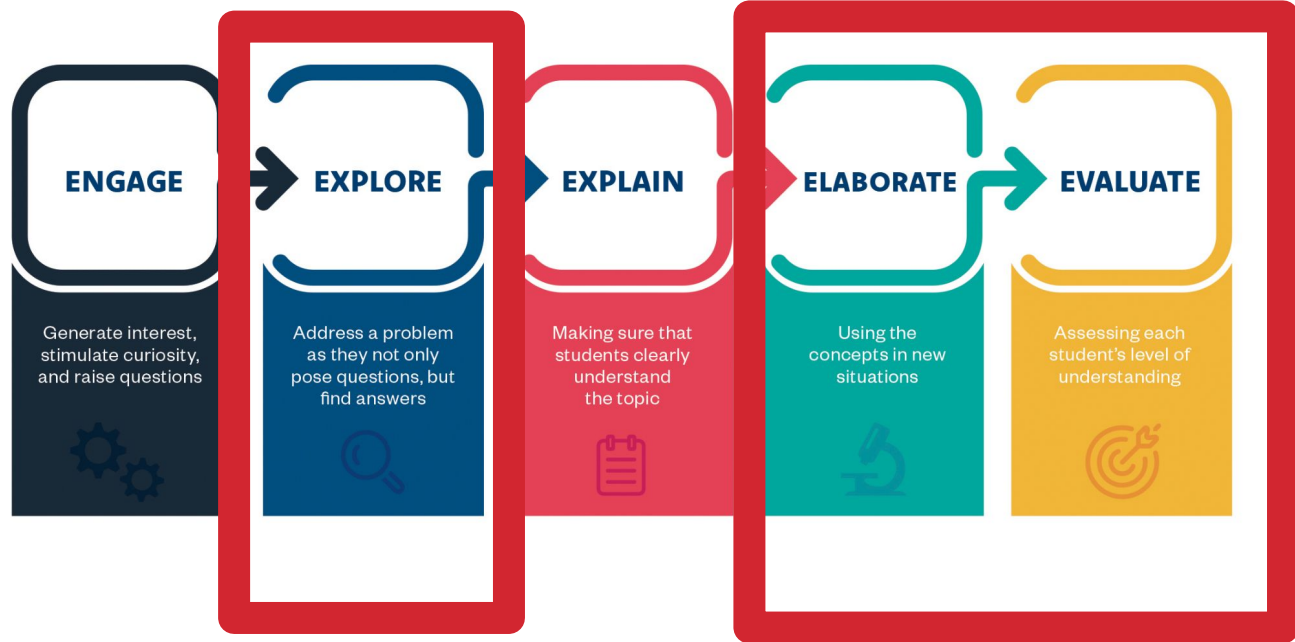 ENGAGE
EXPLORE
EXPLAIN
ELABORATE
EVALUATE
Generate interest,
stimulate curiosity,
and raise questions
Address a problem
as they not only
pose questions, but
find answers
Making sure that
students clearly
understand
the topic
Using the
concepts in new
situations
Assessing each
student's level of
understanding